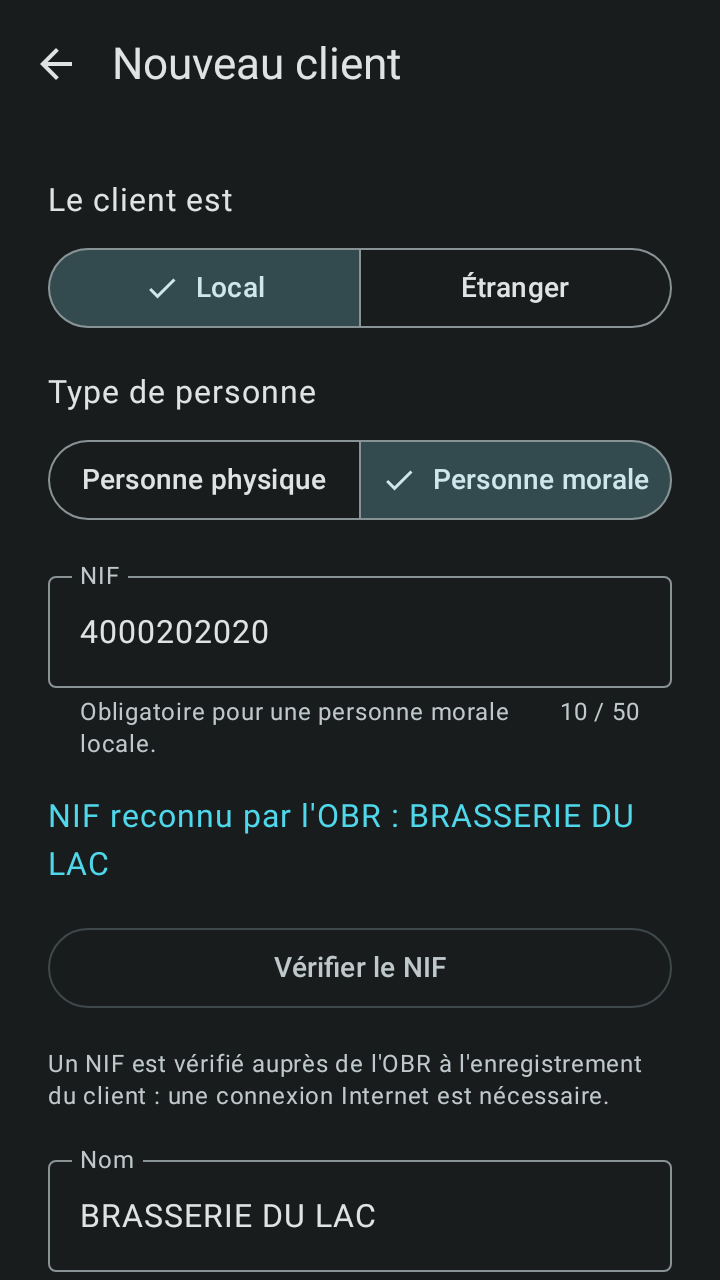 Nouveau client
Le client est
Local
Étranger
Type de personne
Personne physique
Personne morale
NIF
4000202020
Obligatoire pour une personne morale locale.
10 / 50
NIF reconnu par l'OBR : BRASSERIE DU
LAC
Vérifier le NIF
Un NIF est vérifié auprès de l'OBR à l'enregistrement
du client : une connexion Internet est nécessaire.
Nom
BRASSERIE DU LAC